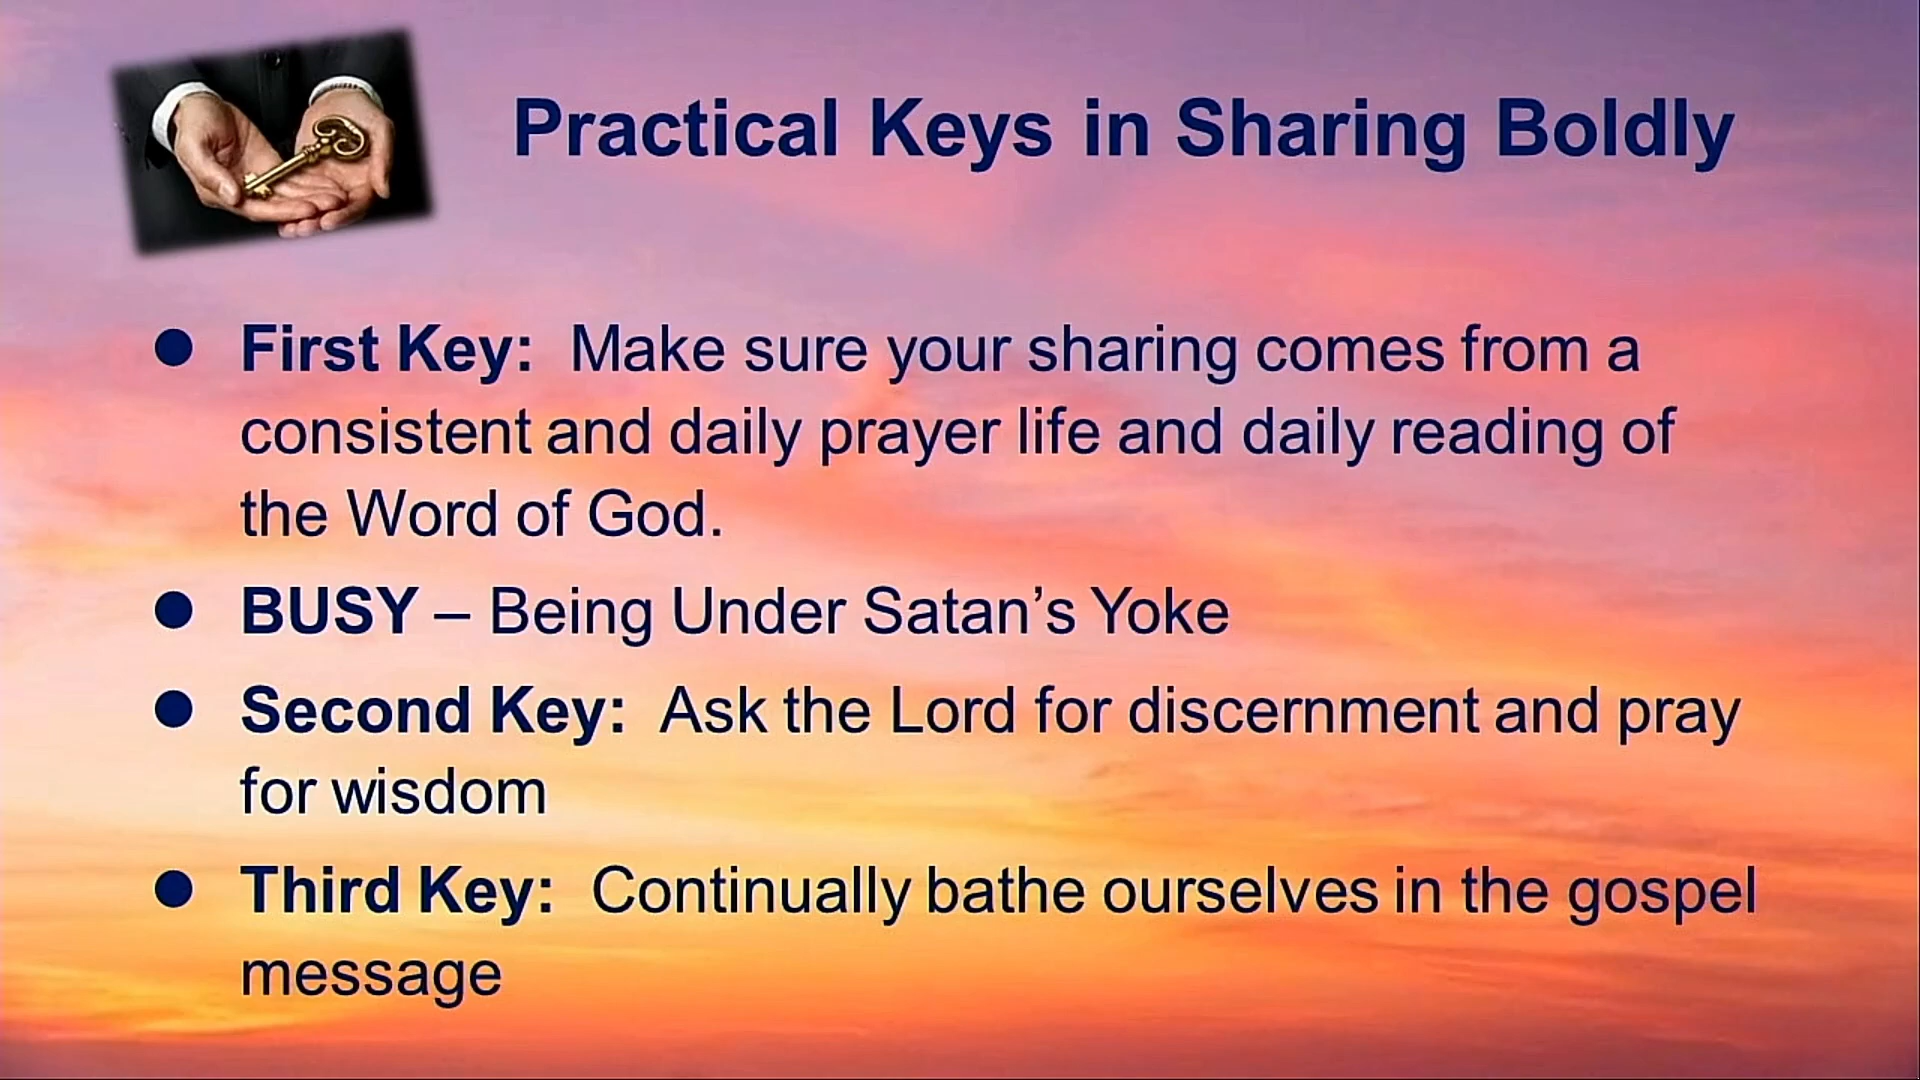 Practical Keys in Sharing Boldly
● First Key: Make sure your sharing comes from a
consistent and daily prayer life and daily reading of
the Word of God.
● BUSY – Being Under Satan’s Yoke
● Second Key: Ask the Lord for discernment and pray
for wisdom
● Third Key: Continually bathe ourselves in the gospel
message